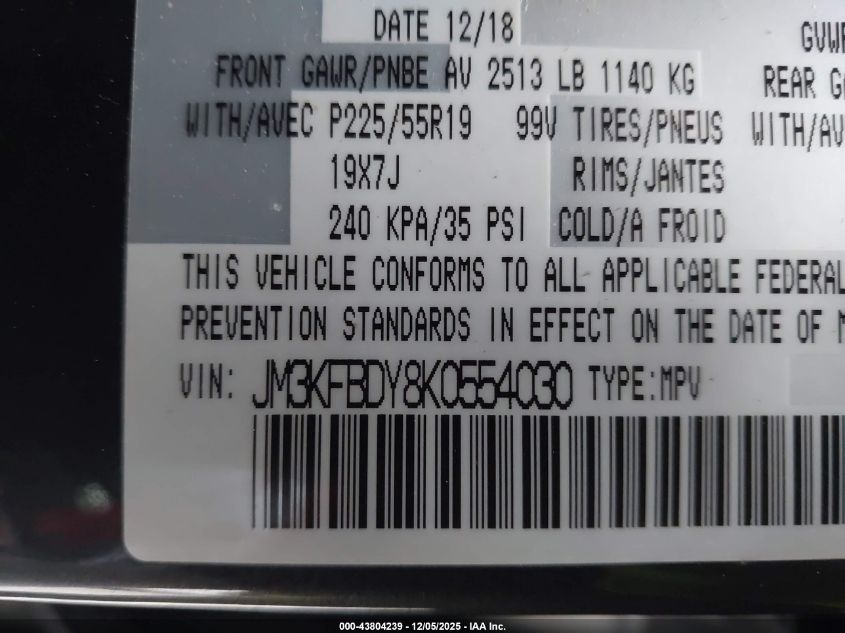 DATE 12/18
GVWR
FRONT GAWR/PNBE AV 2513 LB 1140 KG REAR
WITH/AVEC P225/55R19 99V TIRES/PNEUS WITH/AV
19X7J RIMS/JANTES
240 KPA/35 PSI COLD/A FROID
THIS VEHICLE CONFORMS TO ALL APPLICABLE FEDERAL
PREVENTION STANDARDS IN EFFECT ON THE DATE OF M
VIN: JM3KFBDY8K0554030 TYPE:MPV
000-43804239 - 12/05/2025 - IAA Inc.